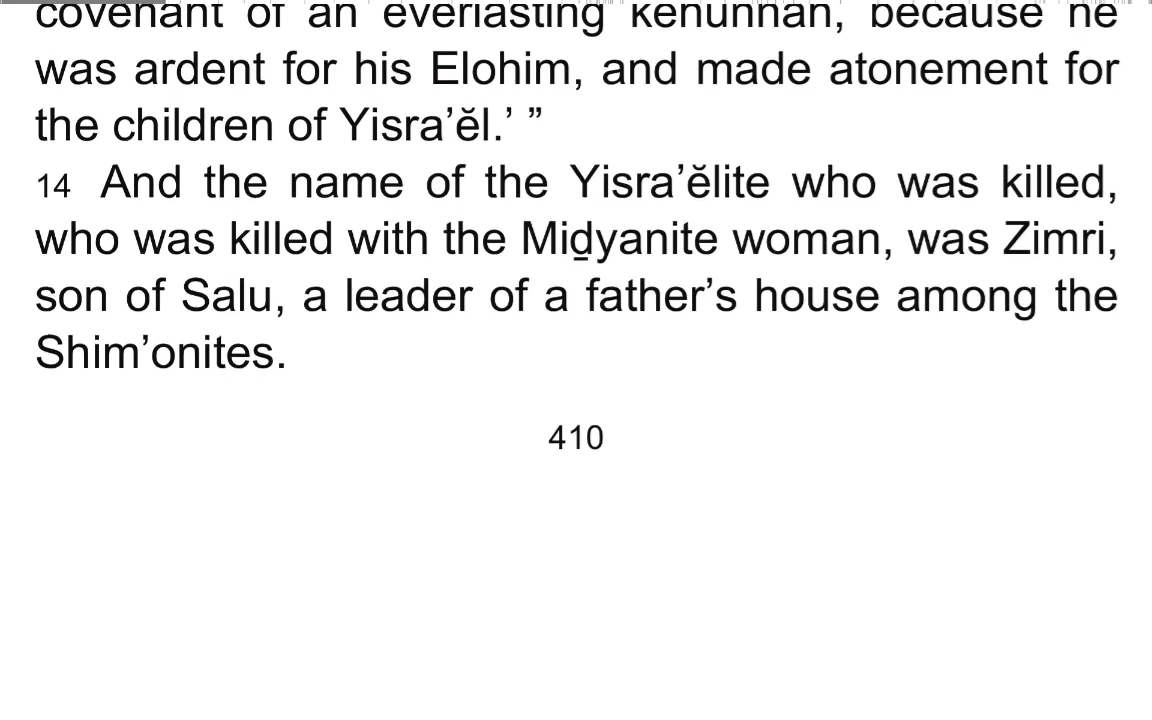 covenant of an everlasting kehunnah, because he
was ardent for his Elohim, and made atonement for
the children of Yisra’ĕl.’ ”
14 And the name of the Yisra’ĕlite who was killed,
who was killed with the Miḏyanite woman, was Zimri,
son of Salu, a leader of a father’s house among the
Shim’onites.
410